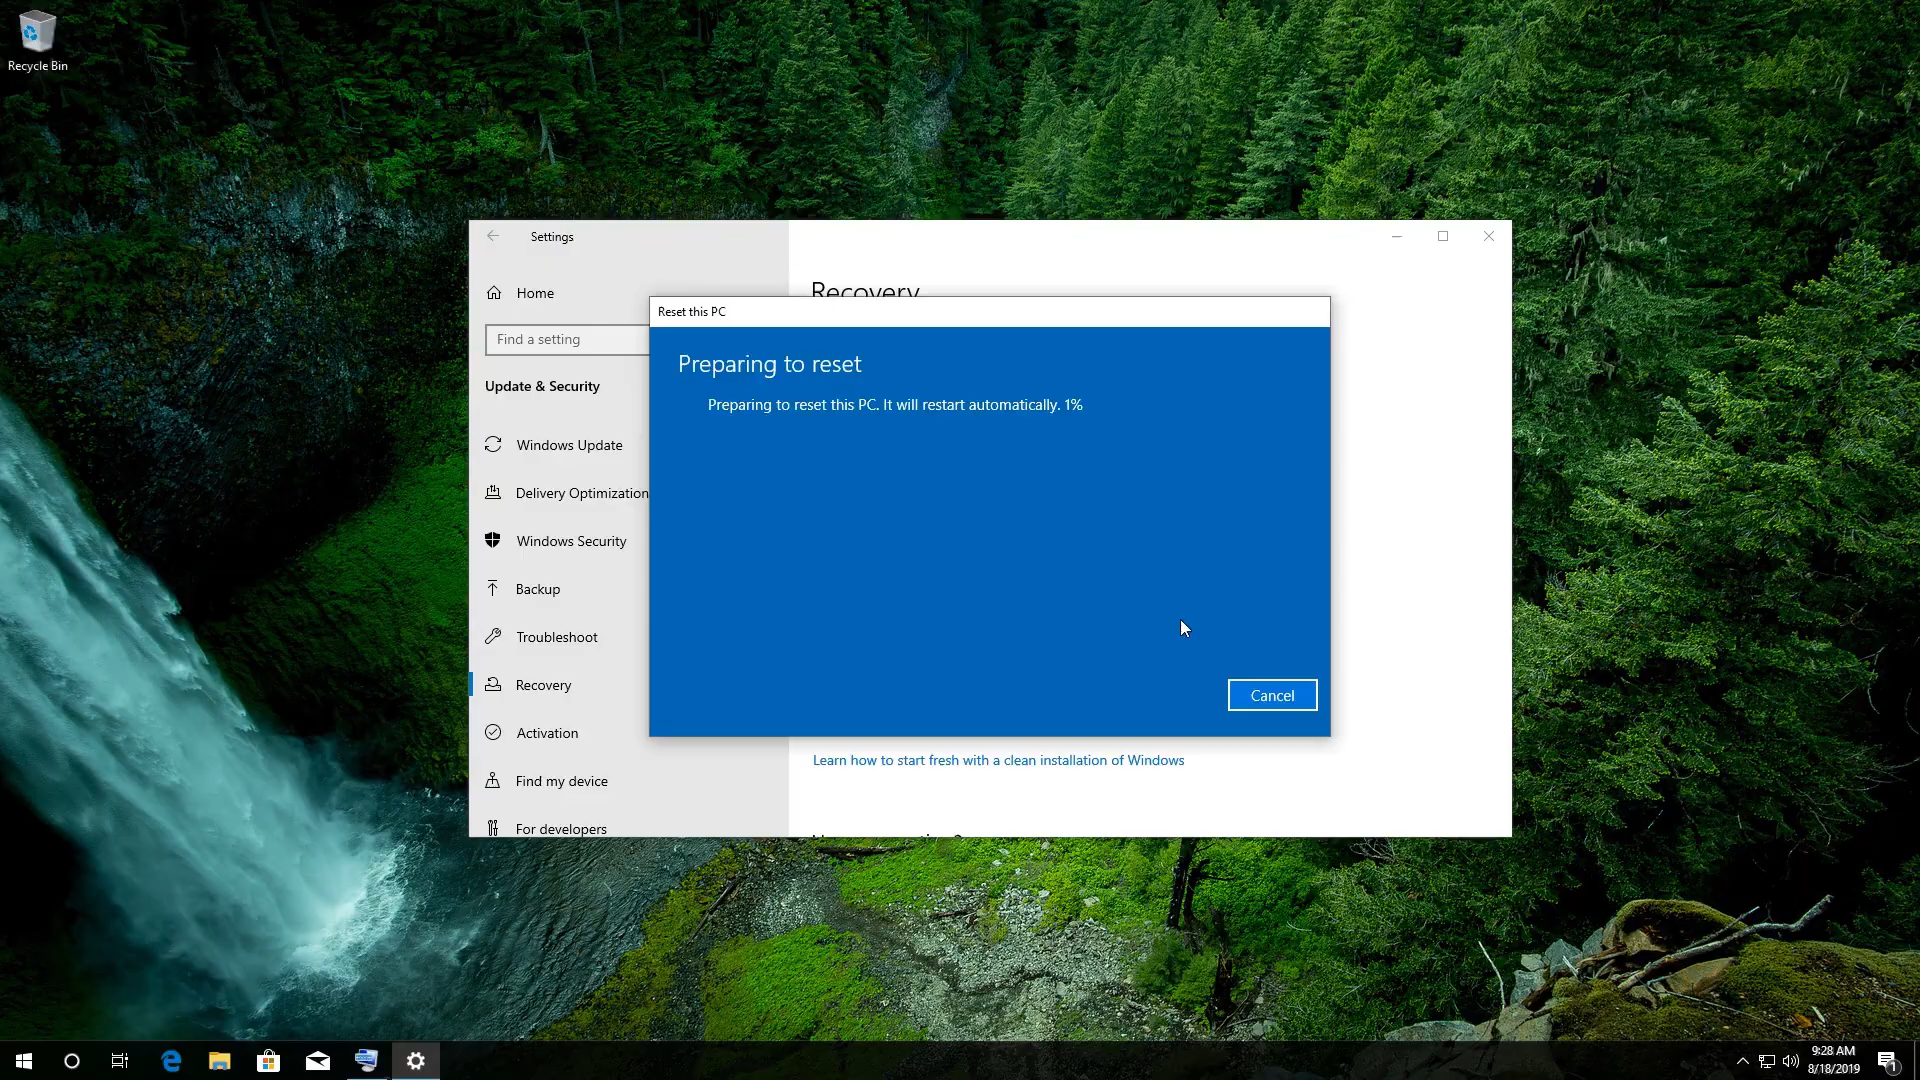 Recycle Bin
Settings
Home
Find a setting
Update & Security
Windows Update
Delivery Optimization
Windows Security
Backup
Troubleshoot
Recovery
Activation
Find my device
For developers
Recovery
Reset this PC
Preparing to reset
Preparing to reset this PC. It will restart automatically. 1%
Cancel
Learn how to start fresh with a clean installation of Windows
9:28 AM
8/18/2019
1